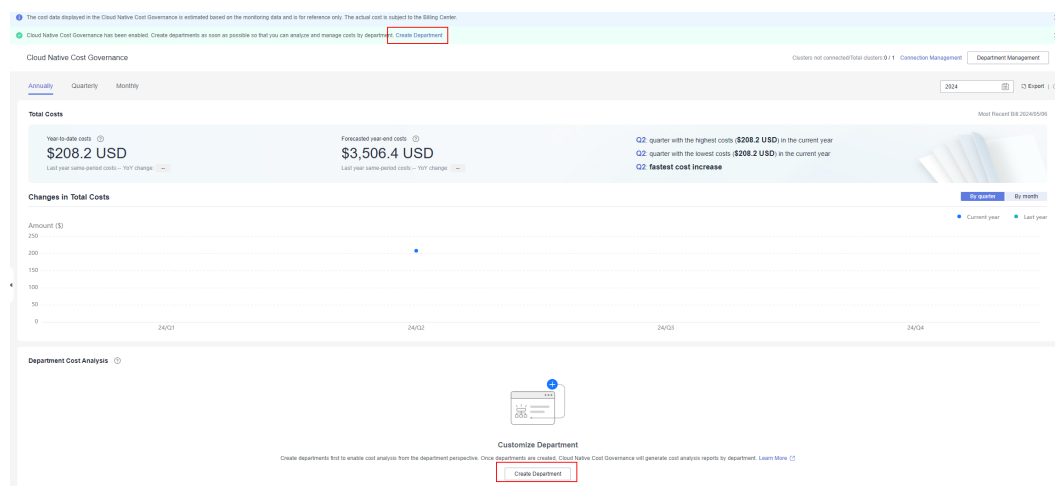 The cost data displayed in the Cloud Native Cost Governance is estimated based on the monitoring data and is for reference only. The actual cost is subject to the Billing Center.
Cloud Native Cost Governance has been enabled. Create departments as soon as possible so that you can analyze and manage costs by department. Create Department
Cloud Native Cost Governance
Clusters not connected/Total clusters:0 / 1 Connection Management Department Management
Annually Quarterly Monthly
2024 Export
Total Costs
Most Recent Bill:2024/05/06
Year-to-date costs
$208.2 USD
Last year same-period costs -- YoY change --
Forecasted year-end costs
$3,506.4 USD
Last year same-period costs -- YoY change --
Q2: quarter with the highest costs ($208.2 USD) in the current year
Q2: quarter with the lowest costs ($208.2 USD) in the current year
Q2: fastest cost increase
Changes in Total Costs
By quarter By month
Current year Last year
Amount ($)
250
200
150
100
50
0
24/Q1 24/Q2 24/Q3 24/Q4
Department Cost Analysis
Customize Department
Create departments first to enable cost analysis from the department perspective. Once departments are created, Cloud Native Cost Governance will generate cost analysis reports by department. Learn More
Create Department